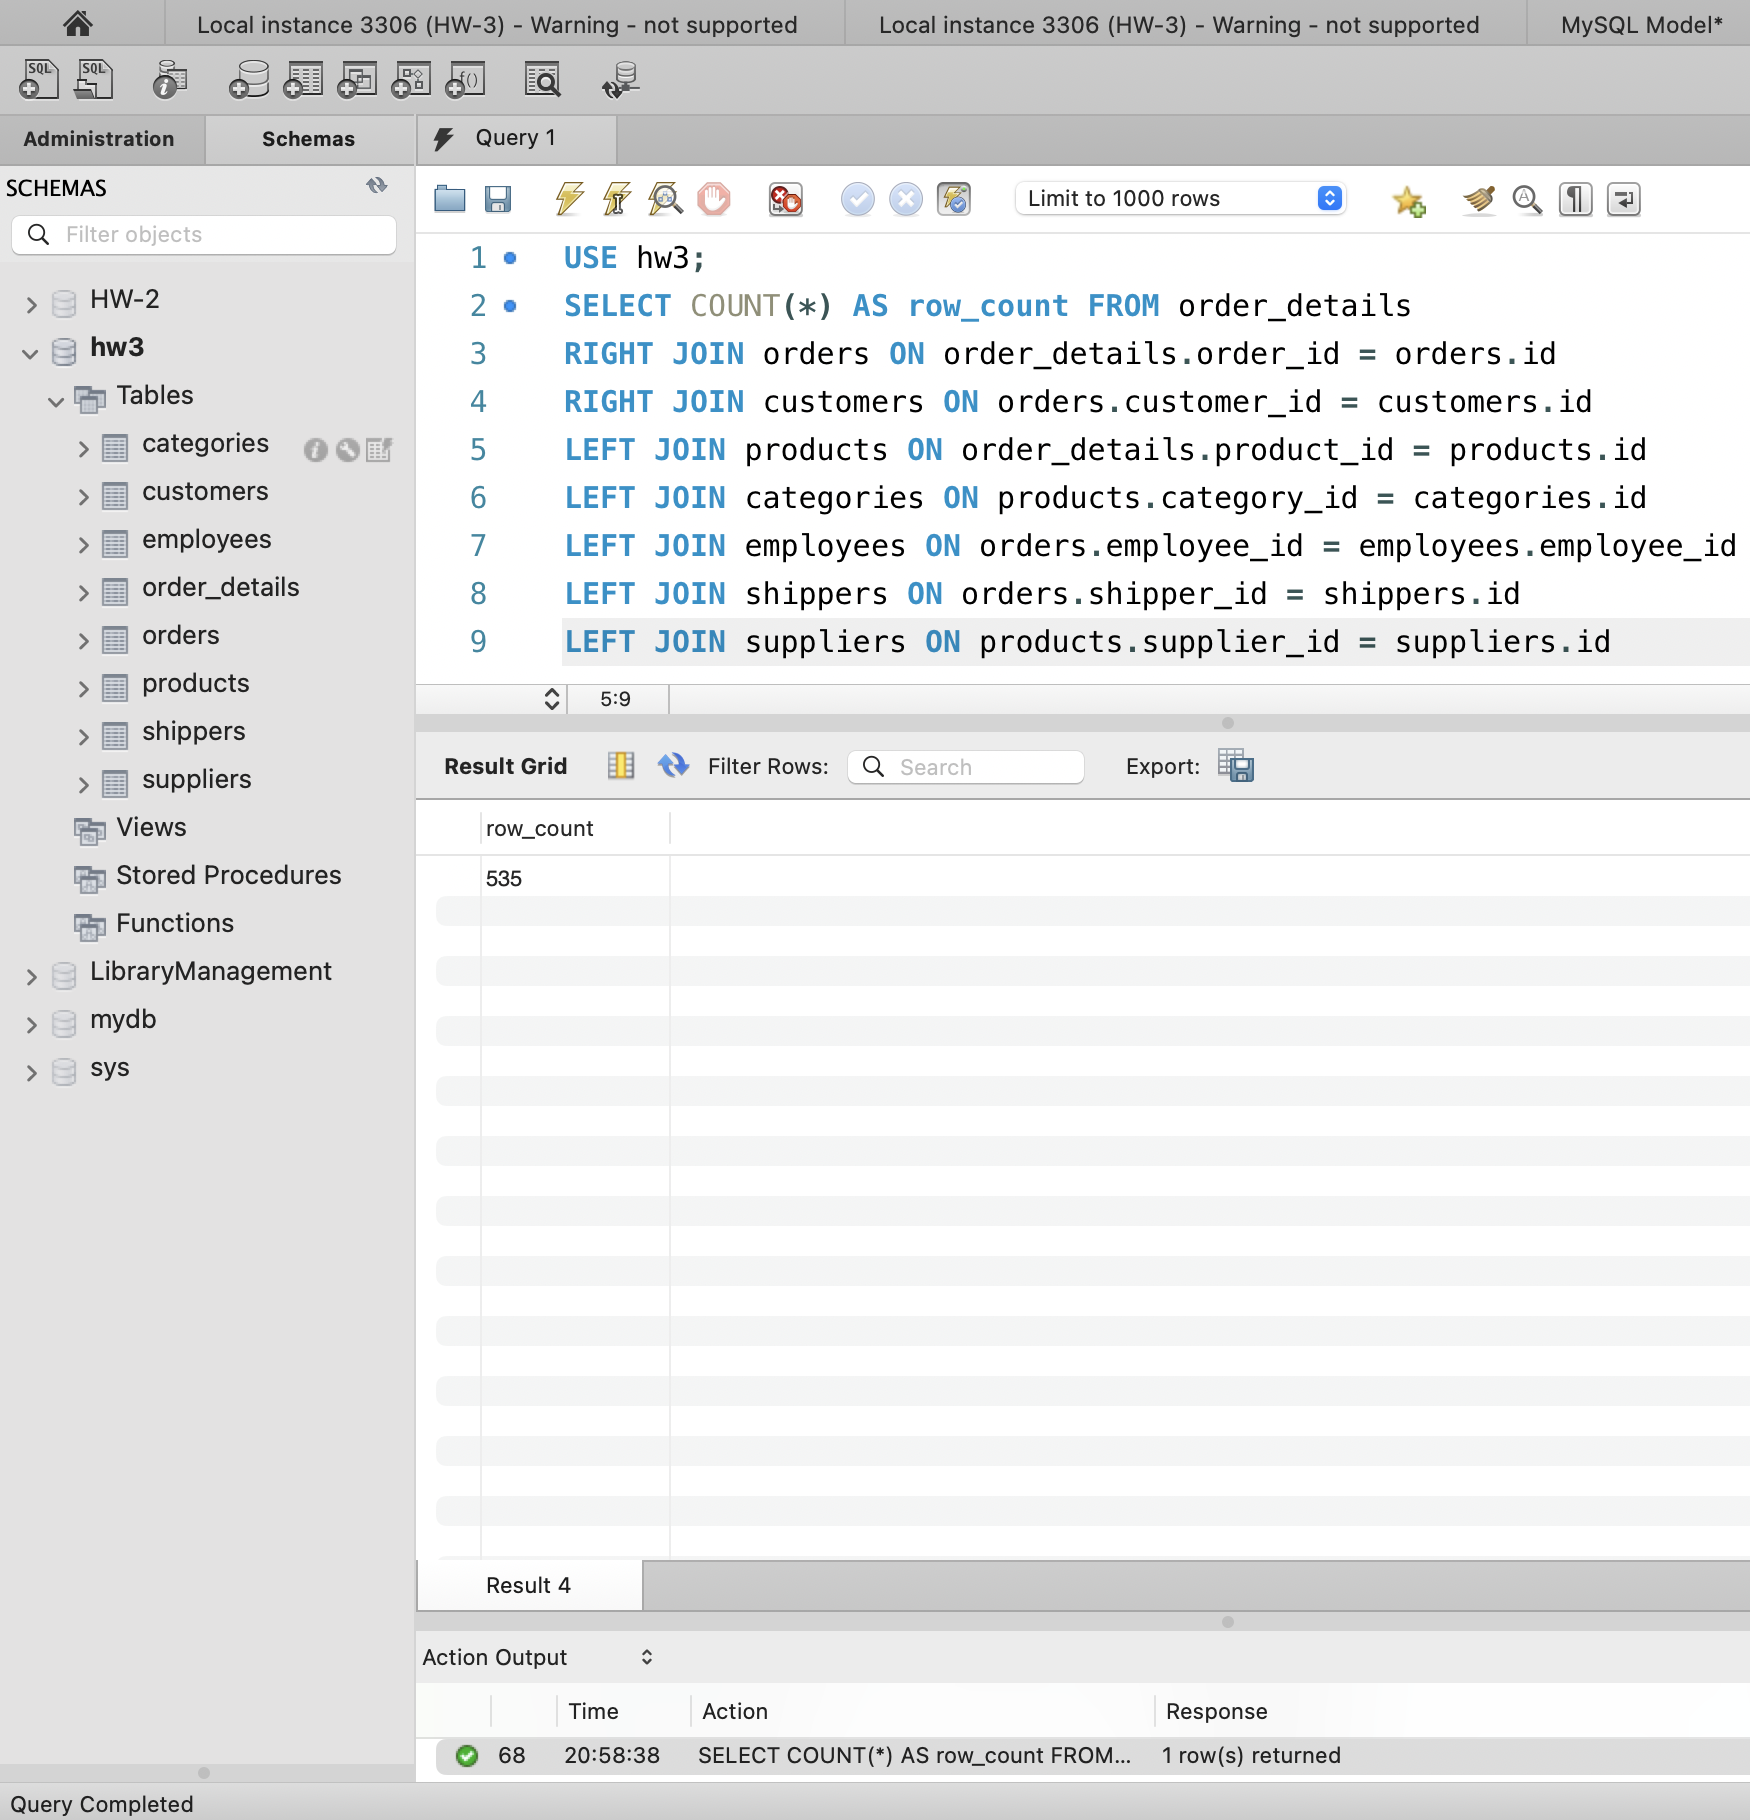 Local instance 3306 (HW-3) - Warning - not supported
Local instance 3306 (HW-3) - Warning - not supported
MySQL Model*
SQL
SQL
f()
Administration
Schemas
Query 1
SCHEMAS
Filter objects
Limit to 1000 rows
HW-2
hw3
Tables
categories
customers
employees
order_details
orders
products
shippers
suppliers
Views
Stored Procedures
Functions
LibraryManagement
mydb
sys
1 USE hw3;
2 SELECT COUNT(*) AS row_count FROM order_details
3 RIGHT JOIN orders ON order_details.order_id = orders.id
4 RIGHT JOIN customers ON orders.customer_id = customers.id
5 LEFT JOIN products ON order_details.product_id = products.id
6 LEFT JOIN categories ON products.category_id = categories.id
7 LEFT JOIN employees ON orders.employee_id = employees.employee_id
8 LEFT JOIN shippers ON orders.shipper_id = shippers.id
9 LEFT JOIN suppliers ON products.supplier_id = suppliers.id
5:9
Result Grid
Filter Rows:
Search
Export:
row_count
535
Result 4
Action Output
Time
Action
Response
68 20:58:38 SELECT COUNT(*) AS row_count FROM... 1 row(s) returned
Query Completed